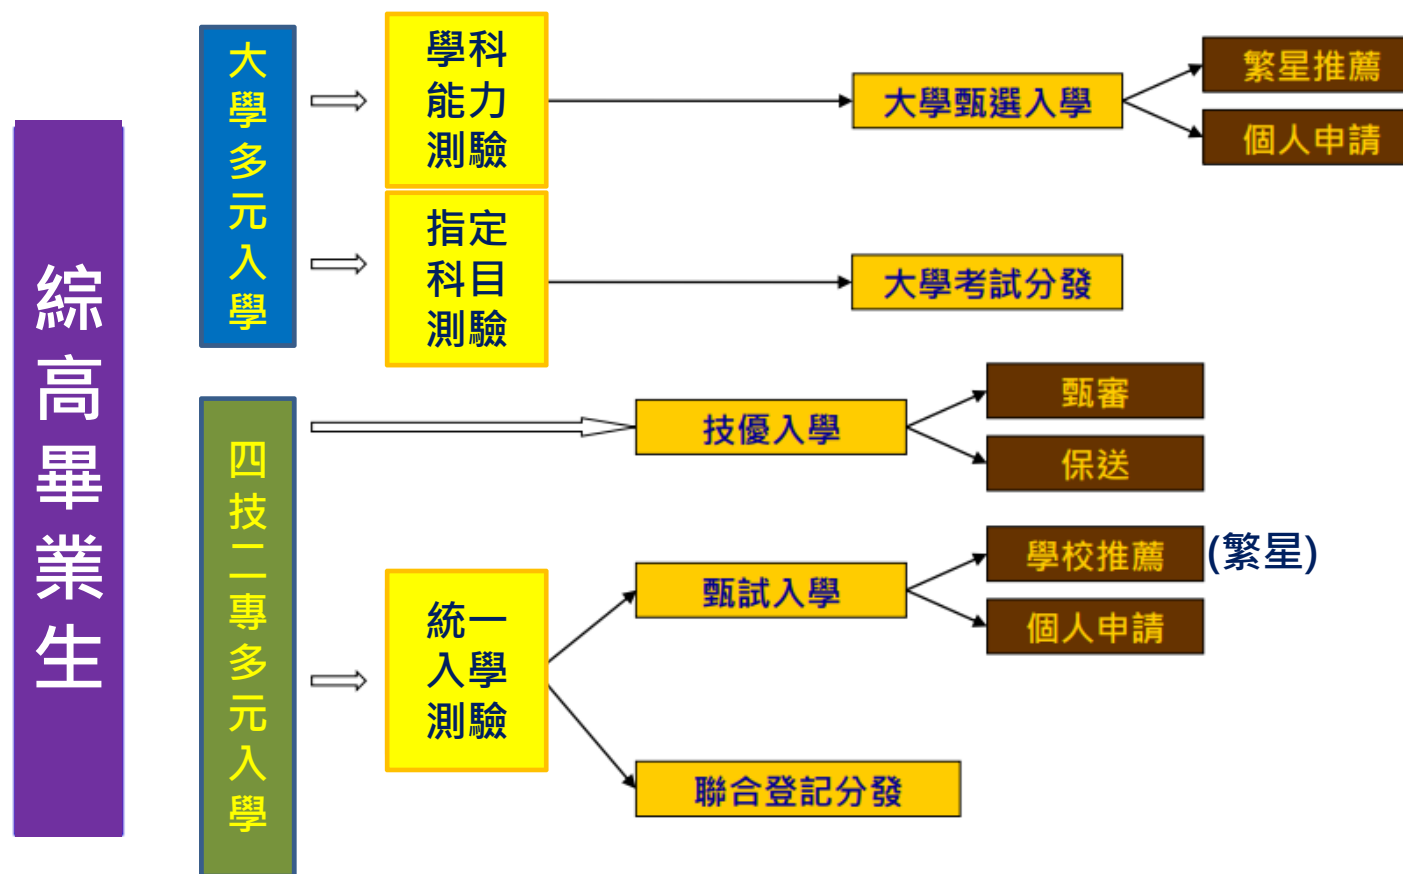 綜高畢業生
大學多元入學
學科
能力
測驗
大學甄選入學
繁星推薦
個人申請
指定
科目
測驗
大學考試分發
四技二專多元入學
技優入學
甄審
保送
統一
入學
測驗
甄試入學
學校推薦 (繁星)
個人申請
聯合登記分發